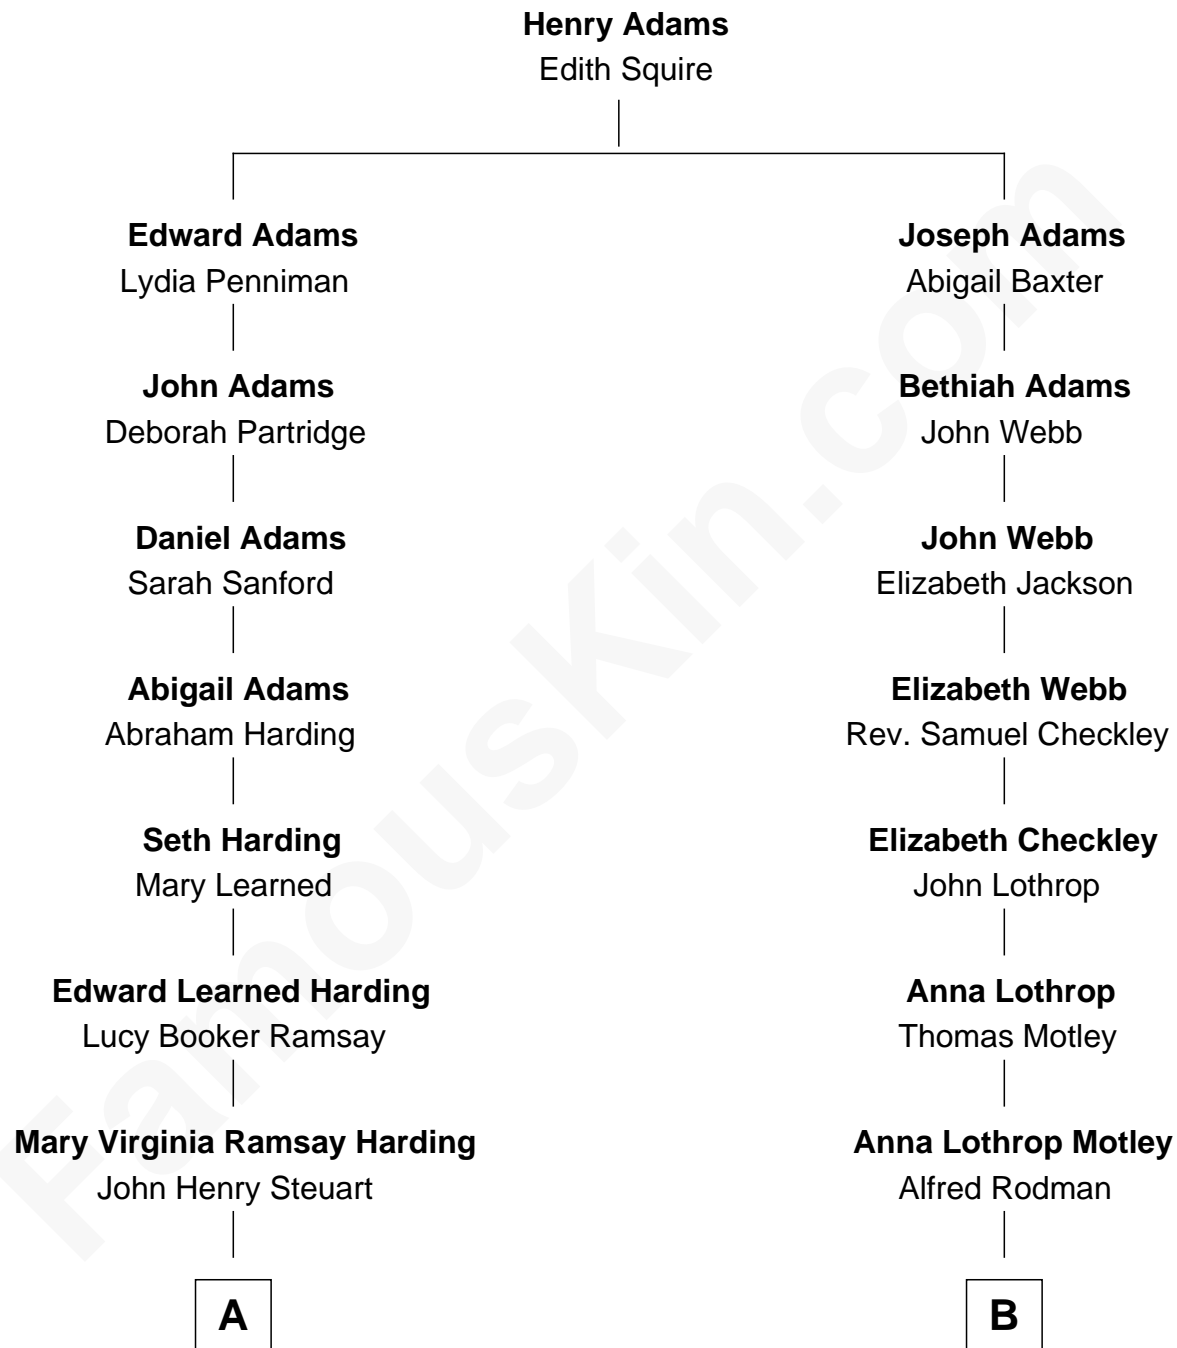 Henry Adams
Edith Squire
Edward Adams
Lydia Penniman
Joseph Adams
Abigail Baxter
John Adams
Deborah Partridge
Bethiah Adams
John Webb
Daniel Adams
Sarah Sanford
John Webb
Elizabeth Jackson
Abigail Adams
Abraham Harding
Elizabeth Webb
Rev. Samuel Checkley
Seth Harding
Mary Learned
Elizabeth Checkley
John Lothrop
Edward Learned Harding
Lucy Booker Ramsay
Anna Lothrop
Thomas Motley
Mary Virginia Ramsay Harding
John Henry Steuart
Anna Lothrop Motley
Alfred Rodman
A
B
FamousKin.com